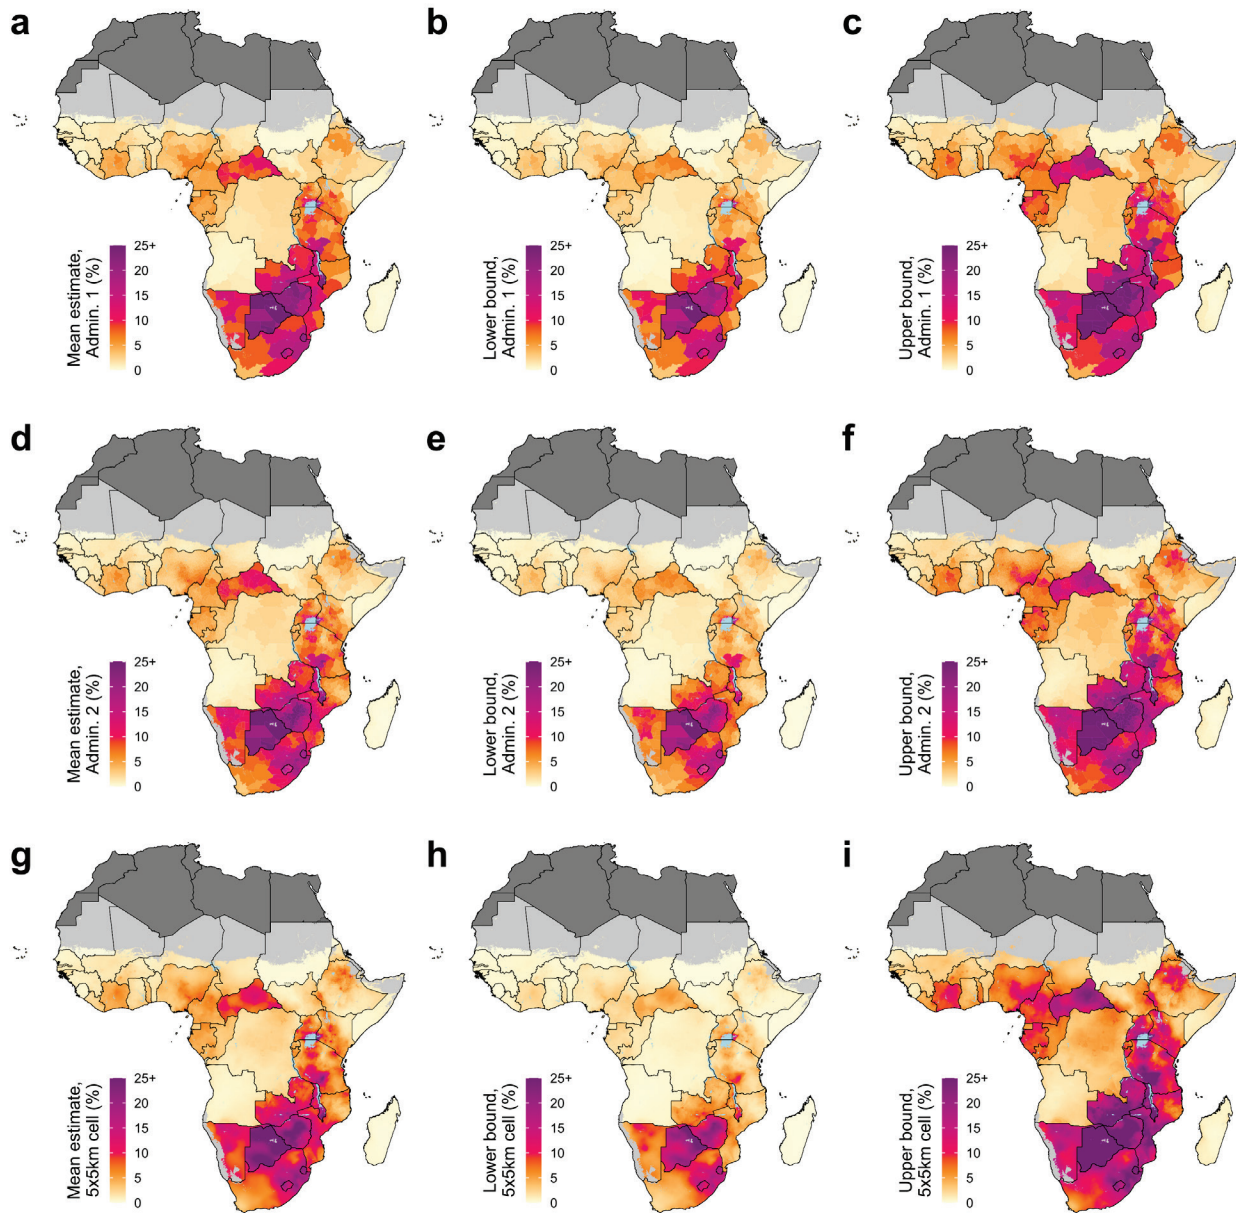 a
b
c
Mean estimate,
Admin. 1 (%)
25+
20
15
10
5
0
Lower bound,
Admin. 1 (%)
25+
20
15
10
5
0
Upper bound,
Admin. 1 (%)
25+
20
15
10
5
0
d
e
f
Mean estimate,
Admin. 2 (%)
25+
20
15
10
5
0
Lower bound,
Admin. 2 (%)
25+
20
15
10
5
0
Upper bound,
Admin. 2 (%)
25+
20
15
10
5
0
g
h
i
Mean estimate,
5x5km cell (%)
25+
20
15
10
5
0
Lower bound,
5x5km cell (%)
25+
20
15
10
5
0
Upper bound,
5x5km cell (%)
25+
20
15
10
5
0